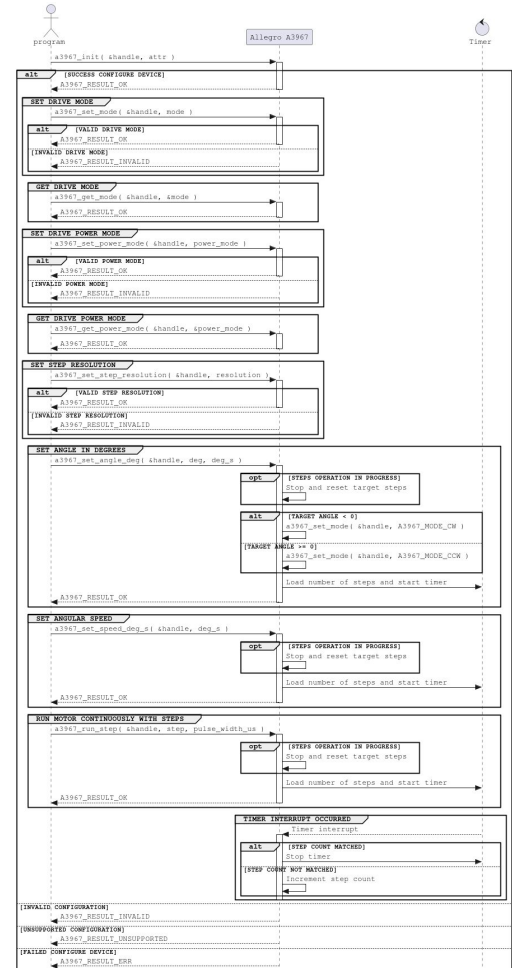 program
Allegro A3967
Timer
a3967_init( &handle, attr )
alt [SUCCESS CONFIGURE DEVICE]
A3967_RESULT_OK
SET DRIVE MODE
a3967_set_mode( &handle, mode )
alt [VALID DRIVE MODE]
A3967_RESULT_OK
[INVALID DRIVE MODE]
A3967_RESULT_INVALID
GET DRIVE MODE
a3967_get_mode( &handle, &mode )
A3967_RESULT_OK
SET DRIVE POWER MODE
a3967_set_power_mode( &handle, power_mode )
alt [VALID POWER MODE]
A3967_RESULT_OK
[INVALID POWER MODE]
A3967_RESULT_INVALID
GET DRIVE POWER MODE
a3967_get_power_mode( &handle, &power_mode )
A3967_RESULT_OK
SET STEP RESOLUTION
a3967_set_step_resolution( &handle, resolution )
alt [VALID STEP RESOLUTION]
A3967_RESULT_OK
[INVALID STEP RESOLUTION]
A3967_RESULT_INVALID
SET ANGLE IN DEGREES
a3967_set_angle_deg( &handle, deg, deg_s )
opt [STEPS OPERATION IN PROGRESS]
Stop and reset target steps
alt [TARGET ANGLE < 0]
a3967_set_mode( &handle, A3967_MODE_CW )
[TARGET ANGLE >= 0]
a3967_set_mode( &handle, A3967_MODE_CCW )
Load number of steps and start timer
A3967_RESULT_OK
SET ANGULAR SPEED
a3967_set_speed_deg_s( &handle, deg_s )
opt [STEPS OPERATION IN PROGRESS]
Stop and reset target steps
Load number of steps and start timer
A3967_RESULT_OK
RUN MOTOR CONTINUOUSLY WITH STEPS
a3967_run_step( &handle, step, pulse_width_us )
opt [STEPS OPERATION IN PROGRESS]
Stop and reset target steps
Load number of steps and start timer
A3967_RESULT_OK
TIMER INTERRUPT OCCURRED
Timer interrupt
alt [STEP COUNT MATCHED]
Stop timer
[STEP COUNT NOT MATCHED]
Increment step count
[INVALID CONFIGURATION]
A3967_RESULT_INVALID
[UNSUPPORTED CONFIGURATION]
A3967_RESULT_UNSUPPORTED
[FAILED CONFIGURE DEVICE]
A3967_RESULT_ERR